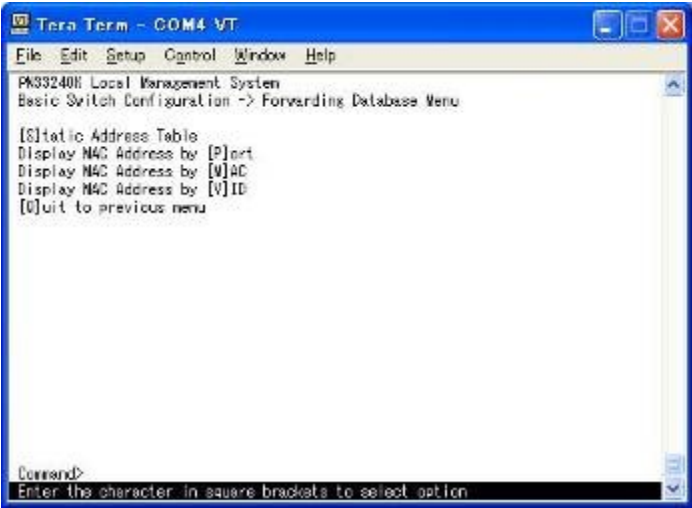 Tera Term - COM4 VT
File Edit Setup Control Window Help
PN33240K Local Management System
Basic Switch Configuration -> Forwarding Database Menu
[S]tatic Address Table
Display MAC Address by [P]ort
Display MAC Address by [M]AC
Display MAC Address by [V]ID
[Q]uit to previous menu
Command>
Enter the character in square brackets to select option